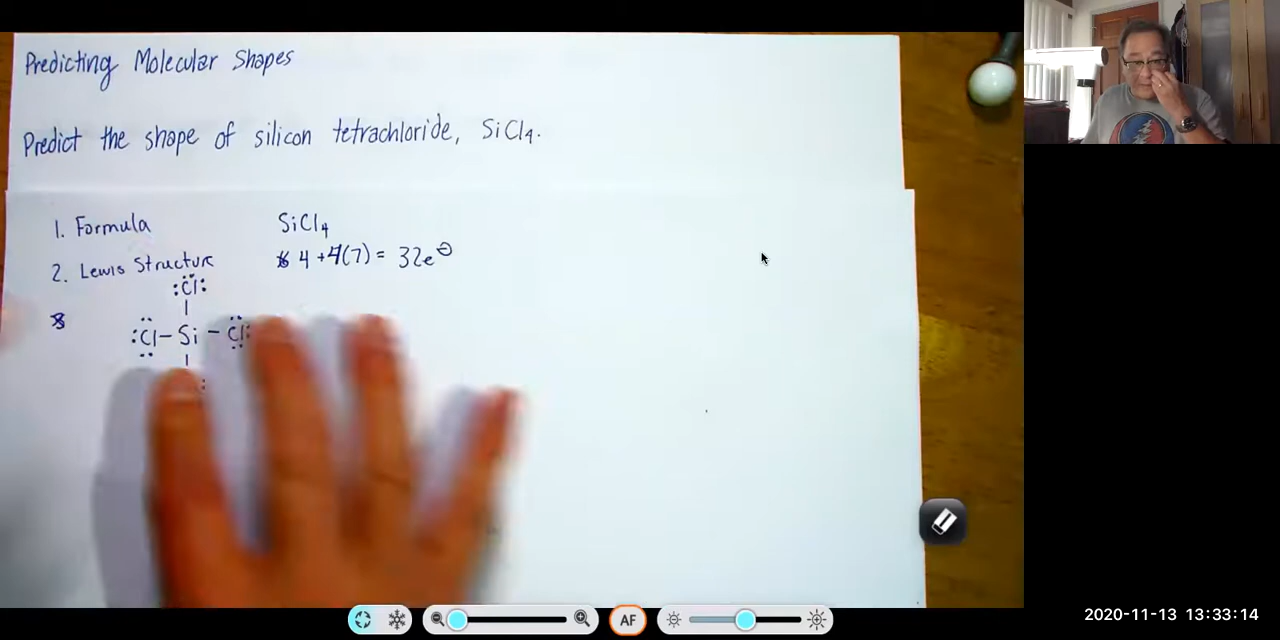 Predicting Molecular Shapes
Predict the shape of silicon tetrachloride, SiCl₄.
1. Formula SiCl₄
2. Lewis Structure 4 + 4(7) = 32e⊖
:Cl:
:Cl–Si–Cl:
AF
2020-11-13 13:33:14